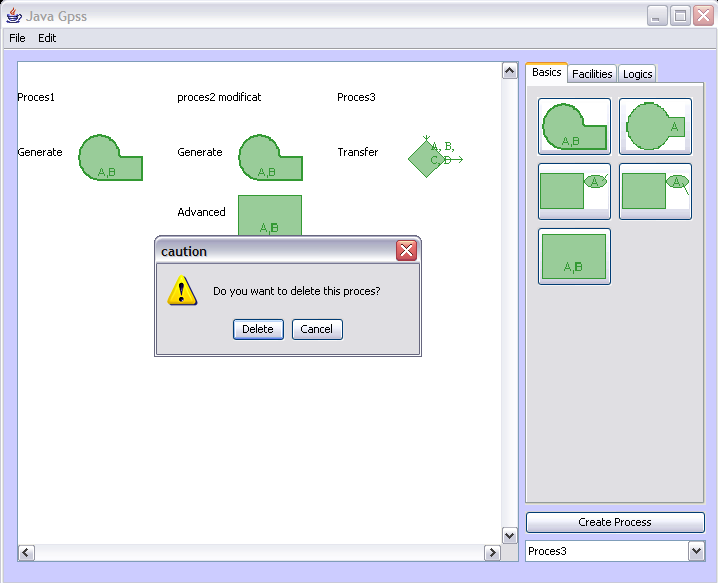 Java Gpss
File Edit
Proces1 proces2 modificat Proces3
Generate A,B Generate A,B Transfer A, B,
C, D
Advanced A,B
caution
Do you want to delete this proces?
Delete Cancel
Basics Facilities Logics
A,B A
A A
A,B
Create Process
Proces3